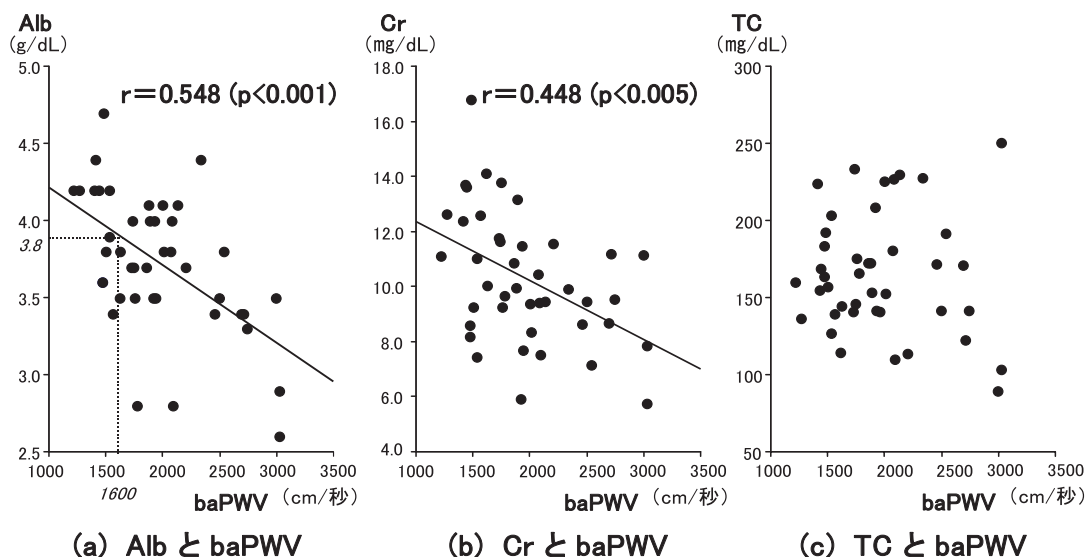 Alb
(g/dL)
5.0
4.5
4.0
3.8
3.5
3.0
2.5
r＝0.548 (p<0.001)
1000 1500 2000 2500 3000 3500
1600
baPWV (cm/秒)
(a) Alb と baPWV
Cr
(mg/dL)
18.0
16.0
14.0
12.0
10.0
8.0
6.0
4.0
r＝0.448 (p<0.005)
1000 1500 2000 2500 3000 3500
baPWV (cm/秒)
(b) Cr と baPWV
TC
(mg/dL)
300
250
200
150
100
50
1000 1500 2000 2500 3000 3500
baPWV (cm/秒)
(c) TC と baPWV